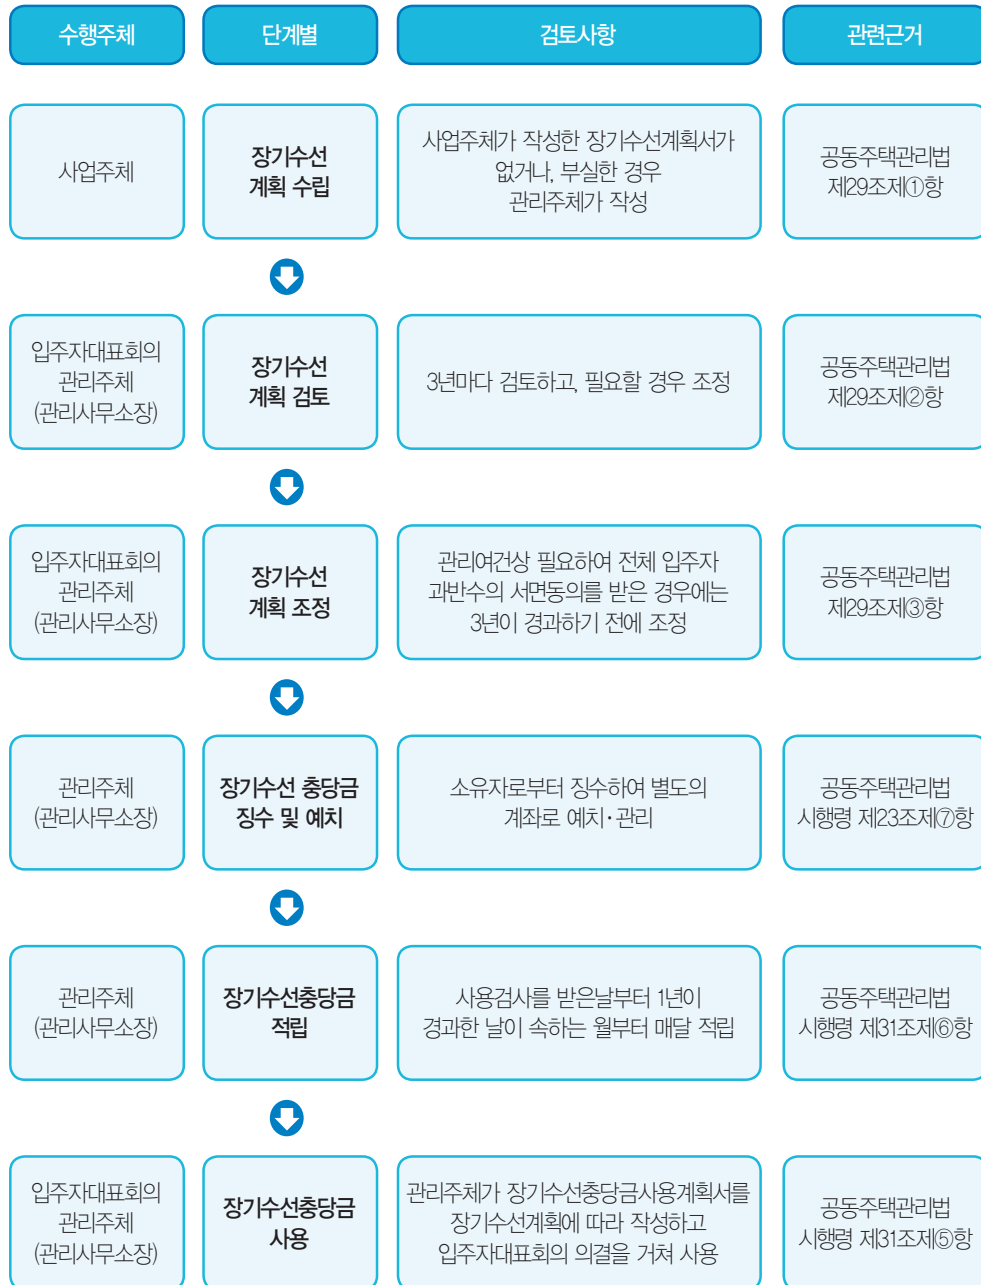 수행주체
단계별
검토사항
관련근거
사업주체
장기수선
계획 수립
사업주체가 작성한 장기수선계획서가
없거나, 부실한 경우
관리주체가 작성
공동주택관리법
제29조제①항
입주자대표회의
관리주체
(관리사무소장)
장기수선
계획 검토
3년마다 검토하고, 필요할 경우 조정
공동주택관리법
제29조제②항
입주자대표회의
관리주체
(관리사무소장)
장기수선
계획 조정
관리여건상 필요하여 전체 입주자
과반수의 서면동의를 받은 경우에는
3년이 경과하기 전에 조정
공동주택관리법
제29조제③항
관리주체
(관리사무소장)
장기수선 충당금
징수 및 예치
소유자로부터 징수하여 별도의
계좌로 예치·관리
공동주택관리법
시행령 제23조제⑦항
관리주체
(관리사무소장)
장기수선충당금
적립
사용검사를 받은날부터 1년이
경과한 날이 속하는 월부터 매달 적립
공동주택관리법
시행령 제31조제⑥항
입주자대표회의
관리주체
(관리사무소장)
장기수선충당금
사용
관리주체가 장기수선충당금사용계획서를
장기수선계획에 따라 작성하고
입주자대표회의 의결을 거쳐 사용
공동주택관리법
시행령 제31조제⑤항